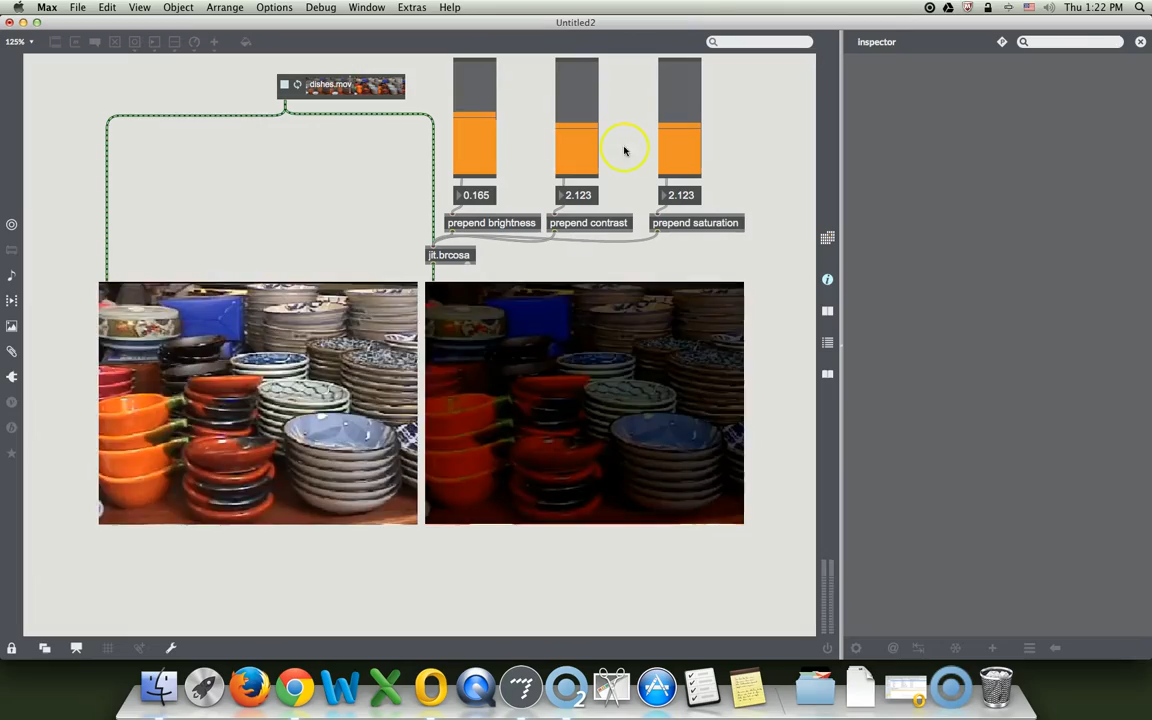 Max File Edit View Object Arrange Options Debug Window Extras Help Thu 1:22 PM
Untitled2
125%
Inspector
dishes.mov
0.165 2.123 2.123
prepend brightness prepend contrast prepend saturation
jit.brcosa
2